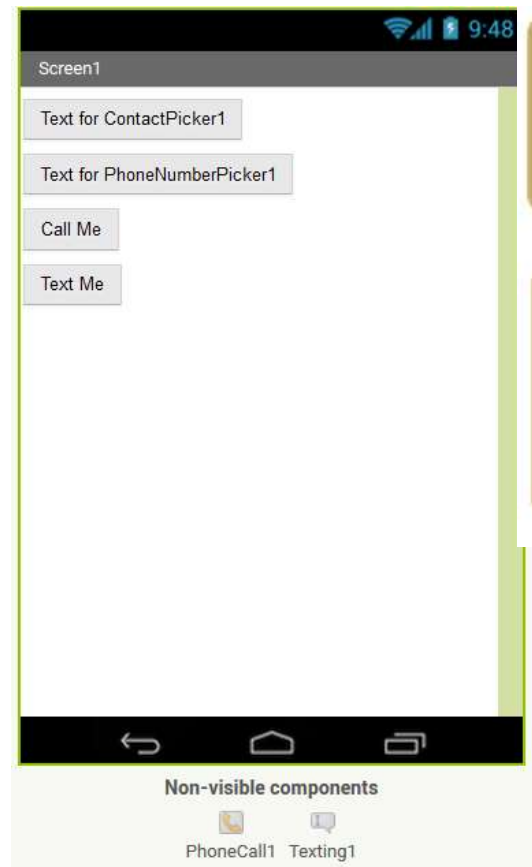 9:48
Screen1
Text for ContactPicker1
Text for PhoneNumberPicker1
Call Me
Text Me
Non-visible components
PhoneCall1 Texting1